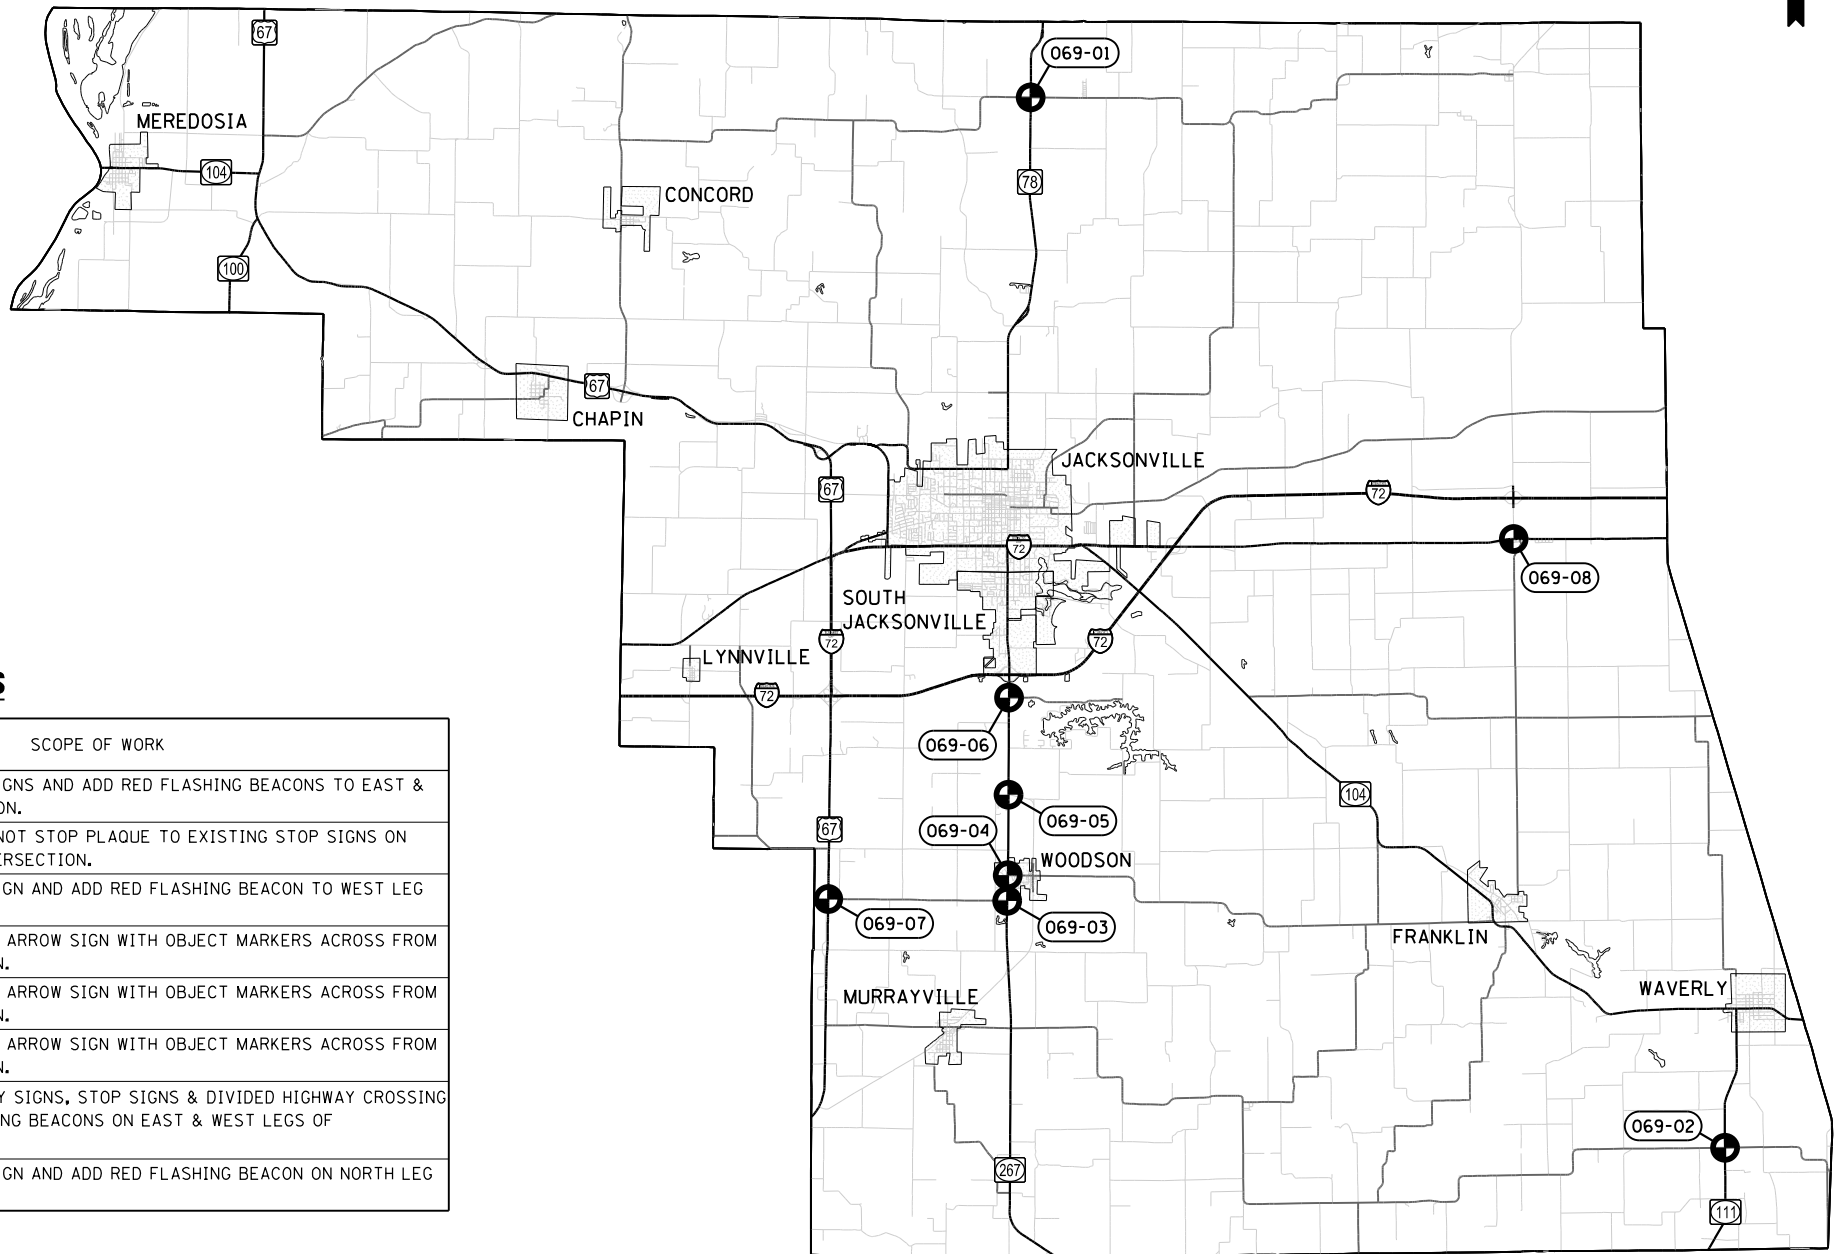 67
069-01
MEREDOSIA
104
78
CONCORD
100
67
CHAPIN
JACKSONVILLE
67
72
72
069-08
SOUTH
JACKSONVILLE
72
72
LYNNVILLE
72
069-06
104
67
069-04
069-05
WOODSON
069-07
069-03
FRANKLIN
MURRAYVILLE
WAVERLY
069-02
267
111
S
SCOPE OF WORK
GNS AND ADD RED FLASHING BEACONS TO EAST &
ON.
NOT STOP PLAQUE TO EXISTING STOP SIGNS ON
ERSECTION.
GN AND ADD RED FLASHING BEACON TO WEST LEG
ARROW SIGN WITH OBJECT MARKERS ACROSS FROM
N.
ARROW SIGN WITH OBJECT MARKERS ACROSS FROM
N.
ARROW SIGN WITH OBJECT MARKERS ACROSS FROM
N.
Y SIGNS, STOP SIGNS & DIVIDED HIGHWAY CROSSING
NG BEACONS ON EAST & WEST LEGS OF
GN AND ADD RED FLASHING BEACON ON NORTH LEG